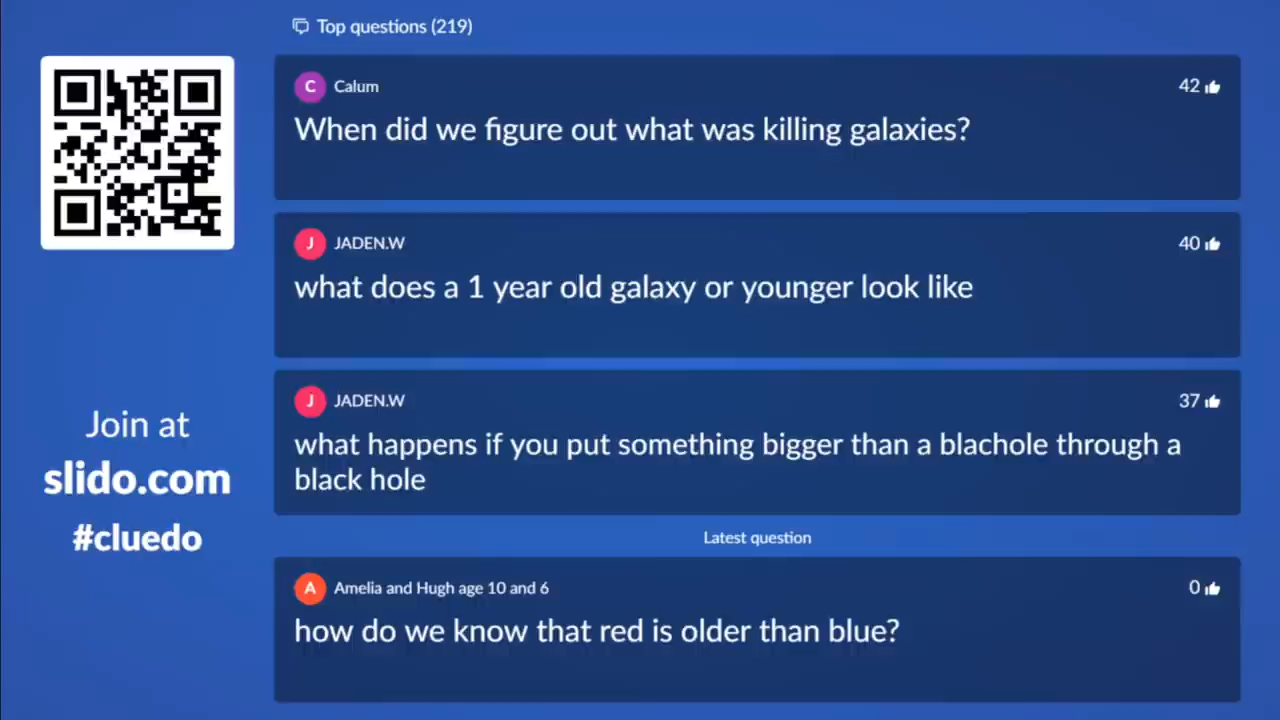 Top questions (219)
C Calum 42
When did we figure out what was killing galaxies?
J JADEN.W 40
what does a 1 year old galaxy or younger look like
J JADEN.W 37
what happens if you put something bigger than a blachole through a
black hole
Join at
slido.com
#cluedo
Latest question
A Amelia and Hugh age 10 and 6 0
how do we know that red is older than blue?